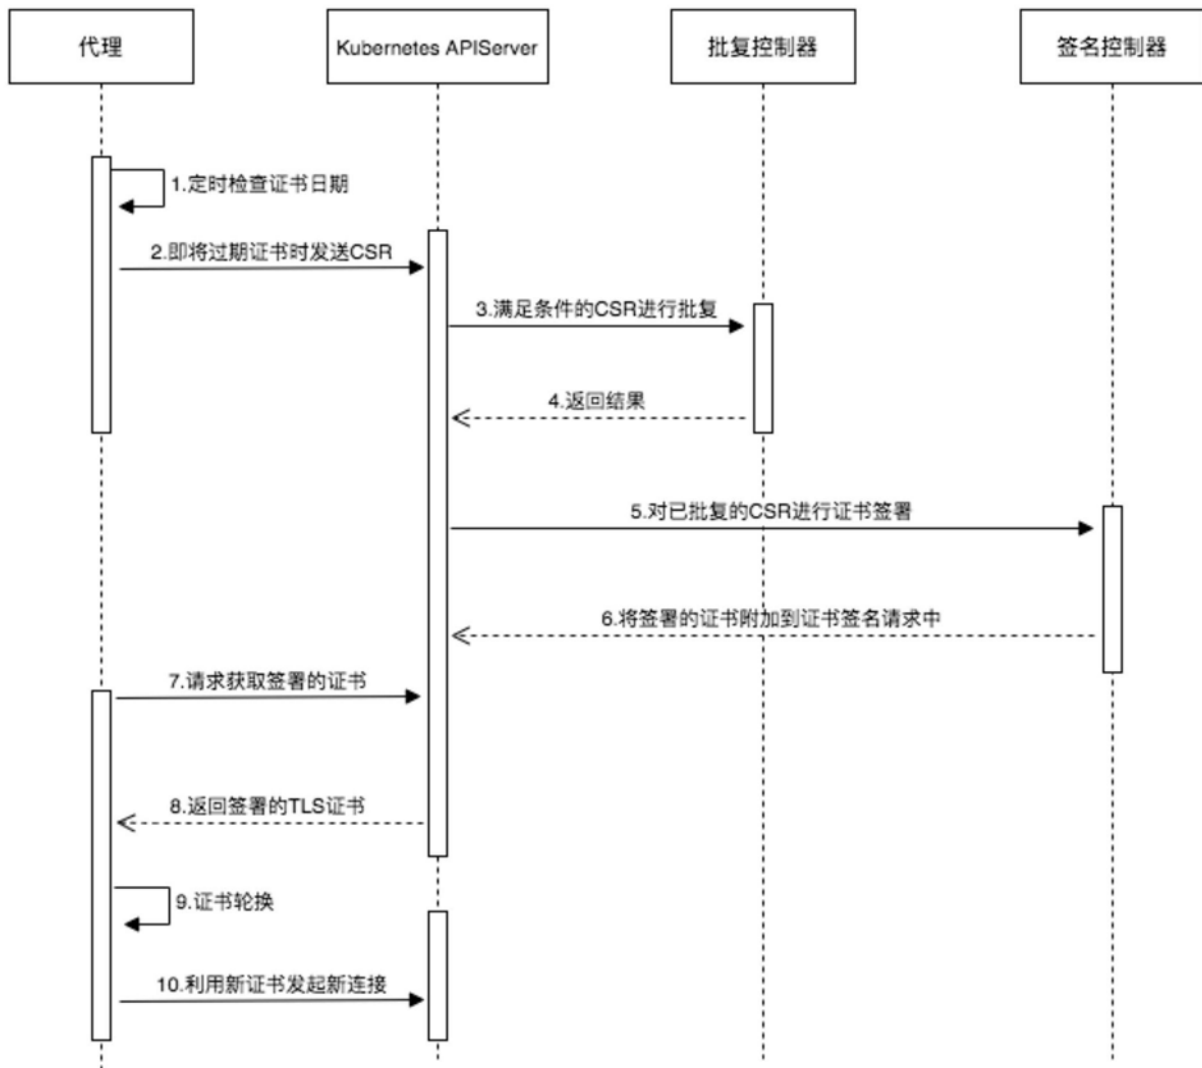 代理
Kubernetes APIServer
批复控制器
签名控制器
1.定时检查证书日期
2.即将过期证书时发送CSR
3.满足条件的CSR进行批复
4.返回结果
5.对已批复的CSR进行证书签署
6.将签署的证书附加到证书签名请求中
7.请求获取签署的证书
8.返回签署的TLS证书
9.证书轮换
10.利用新证书发起新连接